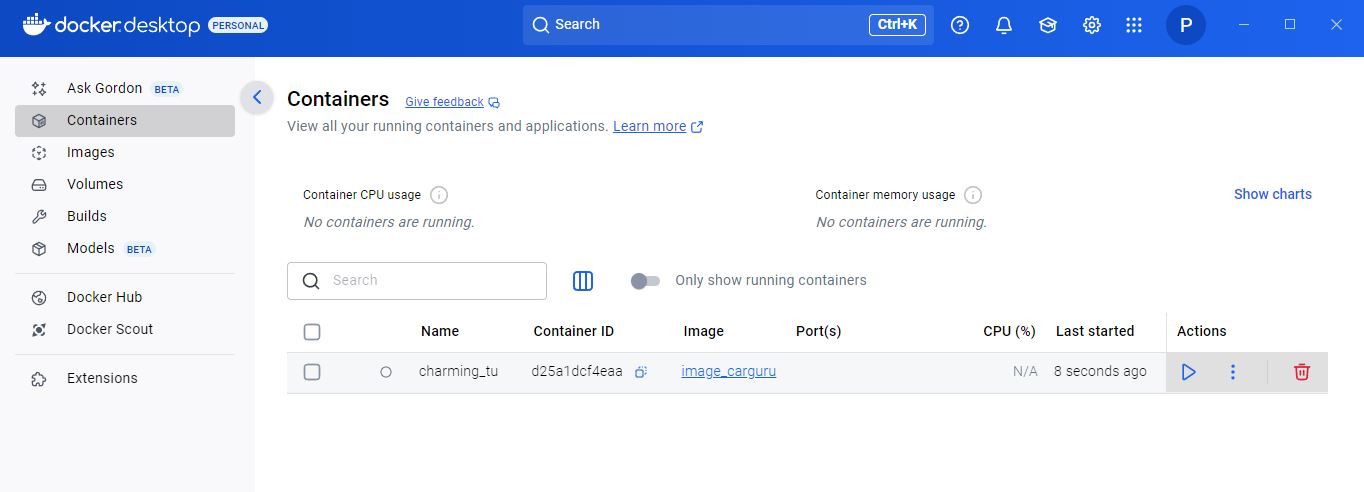 docker.desktop PERSONAL
Search Ctrl+K
P
Ask Gordon BETA
Containers
Images
Volumes
Builds
Models BETA
Docker Hub
Docker Scout
Extensions
Containers Give feedback
View all your running containers and applications. Learn more
Container CPU usage
No containers are running.
Container memory usage
No containers are running.
Show charts
Search
Only show running containers
Name Container ID Image Port(s) CPU (%) Last started Actions
charming_tu d25a1dcf4eaa image_carguru N/A 8 seconds ago